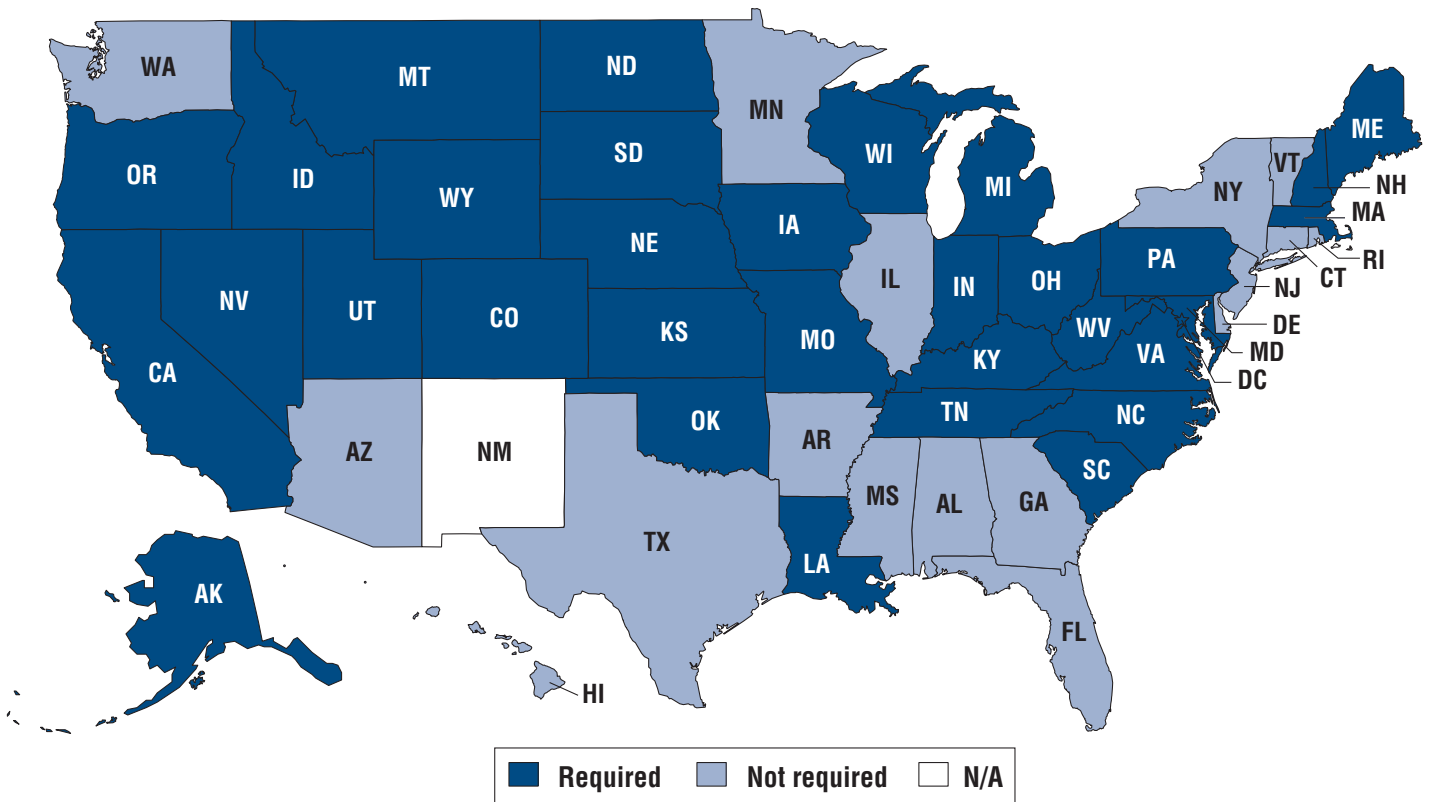 WA
MT
ND
MN
ME
OR
ID
SD
WI
VT
NY
NH
WY
MI
MA
IA
NE
PA
RI
CT
NV
UT
CO
IL
IN
OH
NJ
DE
CA
KS
MO
WV
VA
MD
KY
DC
AZ
NM
OK
AR
TN
NC
SC
MS
AL
GA
TX
LA
AK
FL
HI
Required Not required N/A